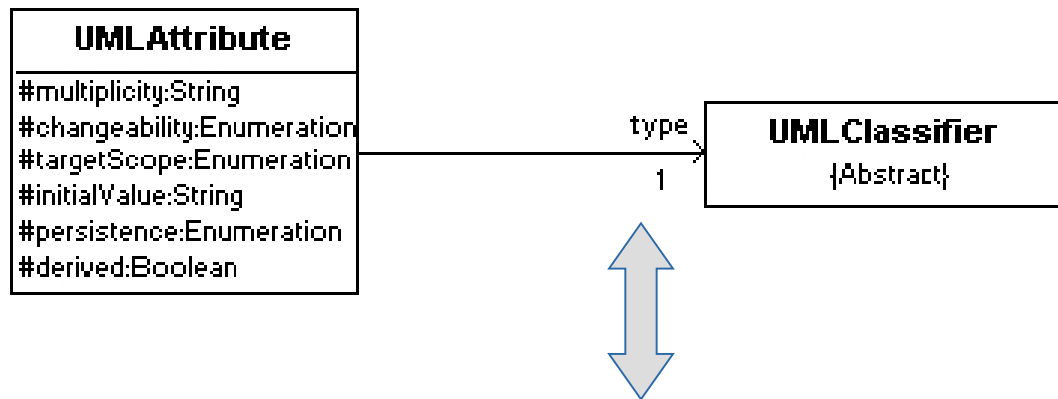 UMLAttribute
#multiplicity:String
#changeability:Enumeration
#targetScope:Enumeration
#initialValue:String
#persistence:Enumeration
#derived:Boolean
type
1
UMLClassifier
{Abstract}